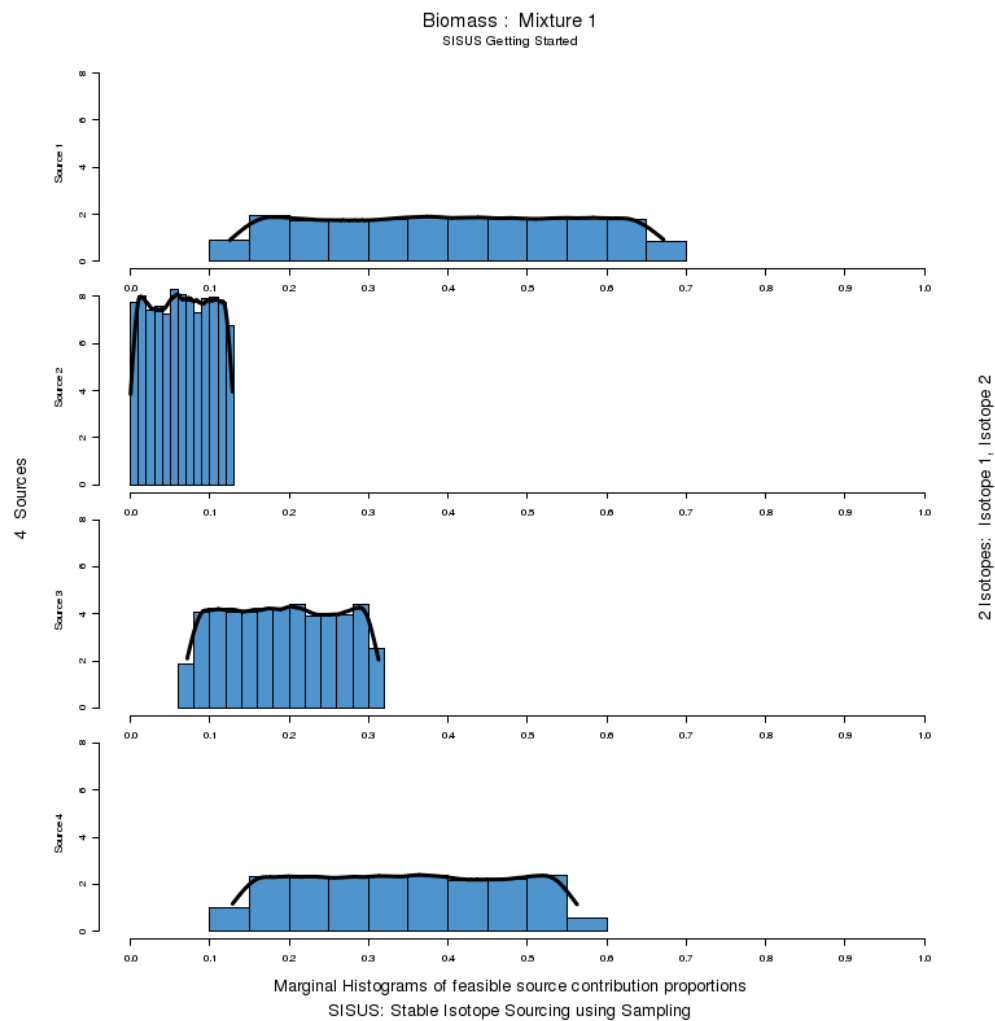 Biomass : Mixture 1
SISUS Getting Started
8
6
4
2
0
Source 1
0.0 0.1 0.2 0.3 0.4 0.5 0.6 0.7 0.8 0.9 1.0
8
6
4
2
0
Source 2
0.0 0.1 0.2 0.3 0.4 0.5 0.6 0.7 0.8 0.9 1.0
8
6
4
2
0
Source 3
0.0 0.1 0.2 0.3 0.4 0.5 0.6 0.7 0.8 0.9 1.0
8
6
4
2
0
Source 4
0.0 0.1 0.2 0.3 0.4 0.5 0.6 0.7 0.8 0.9 1.0
4 Sources
2 Isotopes: Isotope 1, Isotope 2
Marginal Histograms of feasible source contribution proportions
SISUS: Stable Isotope Sourcing using Sampling